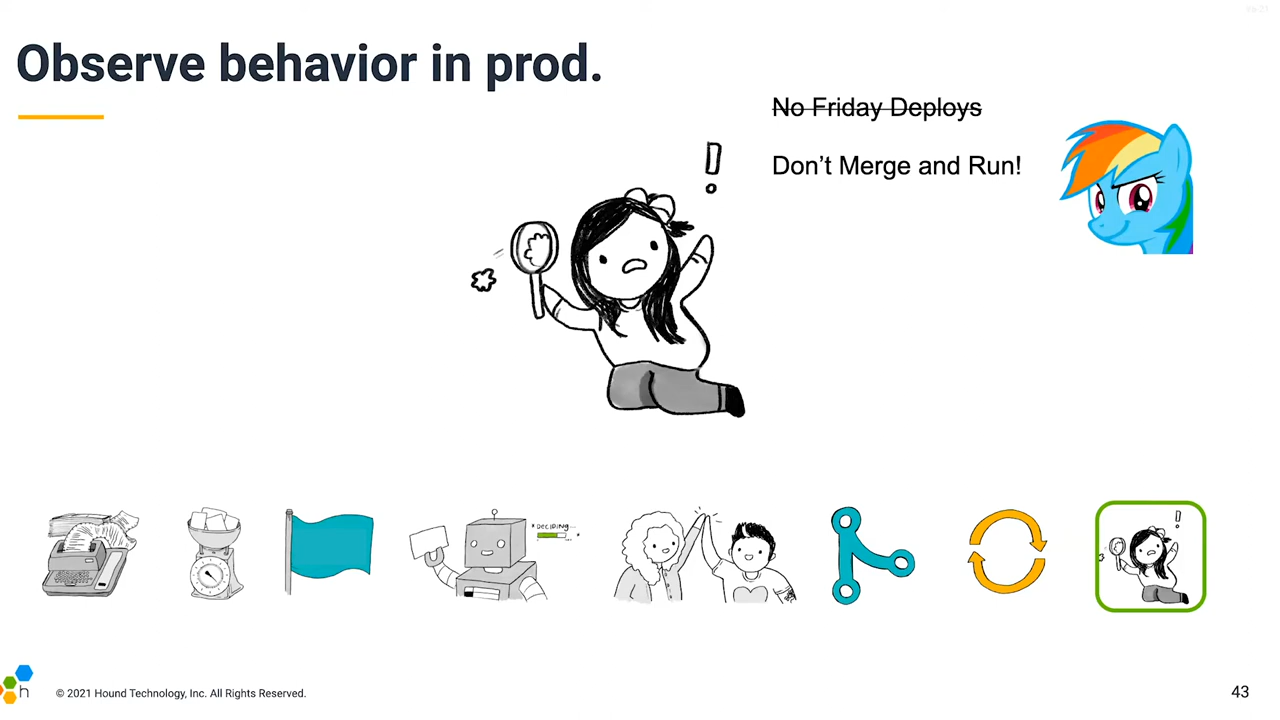 Observe behavior in prod.
No Friday Deploys
Don't Merge and Run!
!
DECIDING...
!
h
© 2021 Hound Technology, Inc. All Rights Reserved.
43